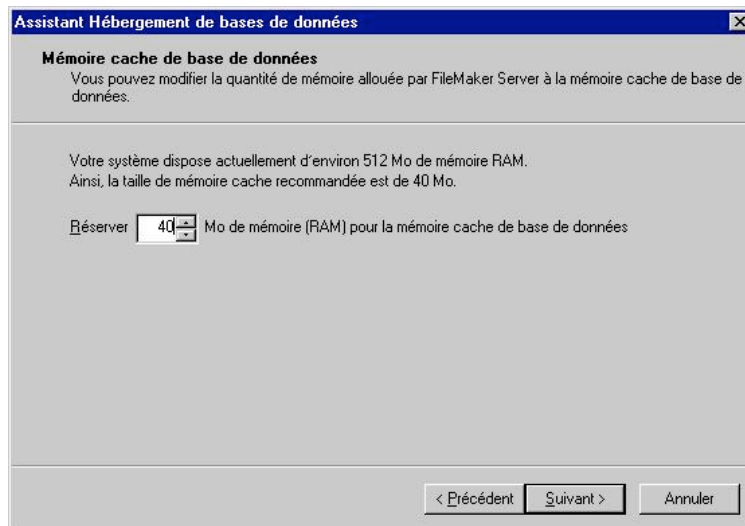 Assistant Hébergement de bases de données
Mémoire cache de base de données
Vous pouvez modifier la quantité de mémoire allouée par FileMaker Server à la mémoire cache de base de
données.
Votre système dispose actuellement d'environ 512 Mo de mémoire RAM.
Ainsi, la taille de mémoire cache recommandée est de 40 Mo.
Réserver 40 Mo de mémoire (RAM) pour la mémoire cache de base de données
< Précédent Suivant > Annuler